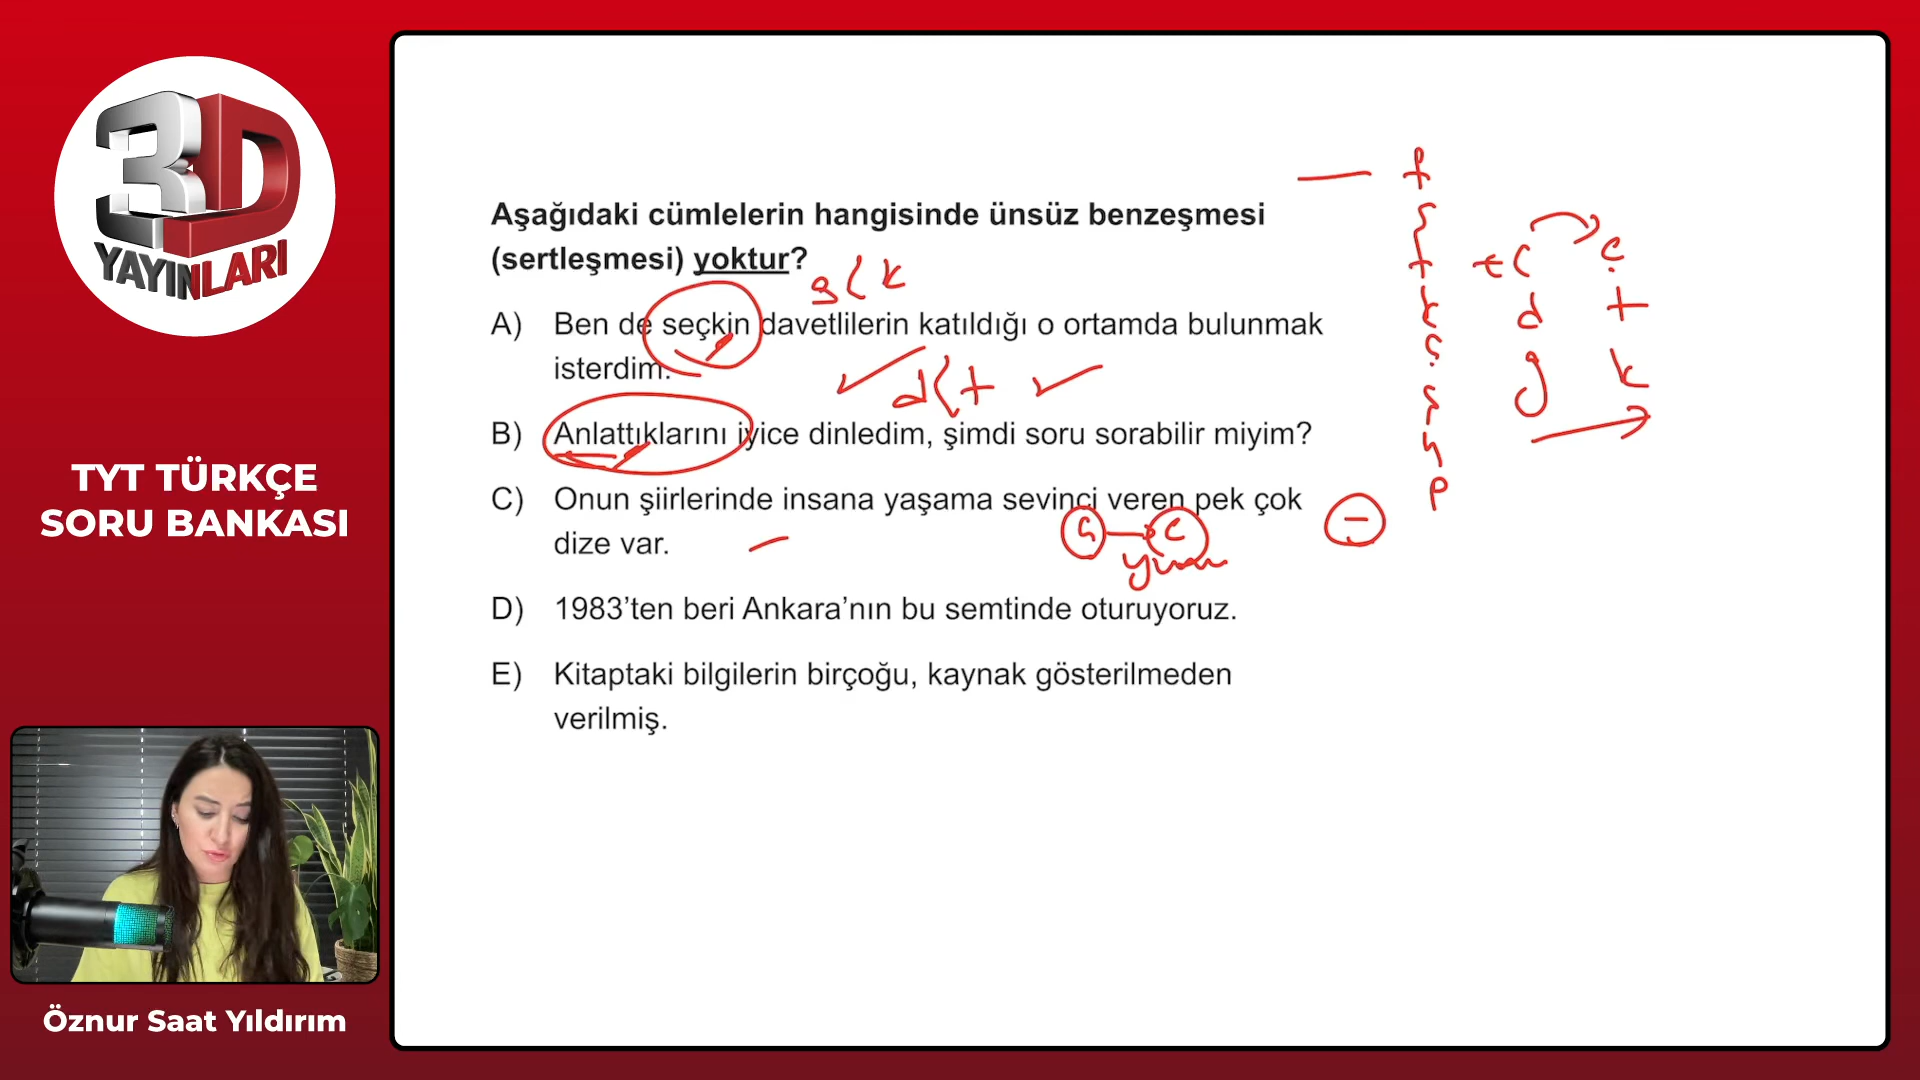 3D
YAYINLARI
TYT TÜRKÇE
SORU BANKASI
Öznur Saat Yıldırım
Aşağıdaki cümlelerin hangisinde ünsüz benzeşmesi
(sertleşmesi) yoktur?
g ( k
A) Ben de seçkin davetlilerin katıldığı o ortamda bulunmak
isterdim.
d ( t
B) Anlattıklarını iyice dinledim, şimdi soru sorabilir miyim?
C) Onun şiirlerinde insana yaşama sevinci veren pek çok
dize var.
ç c
D) 1983’ten beri Ankara’nın bu semtinde oturuyoruz.
E) Kitaptaki bilgilerin birçoğu, kaynak gösterilmeden
verilmiş.
f
s
t
k
ç
ş
h
p
c ç
d t
g k